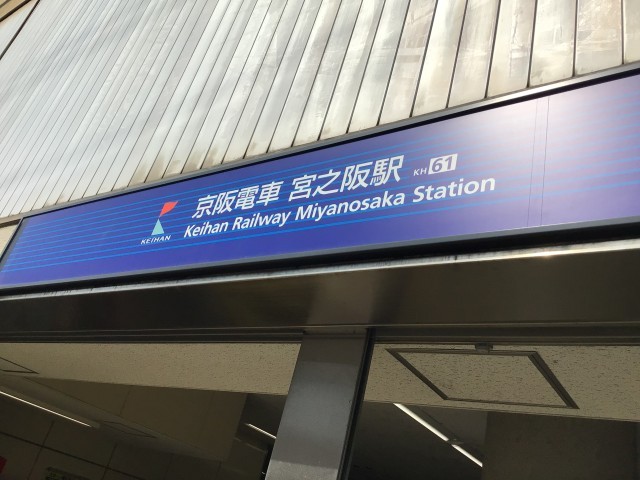 京阪電車 宮之阪駅 KH 61
Keihan Railway Miyanosaka Station
KEIHAN